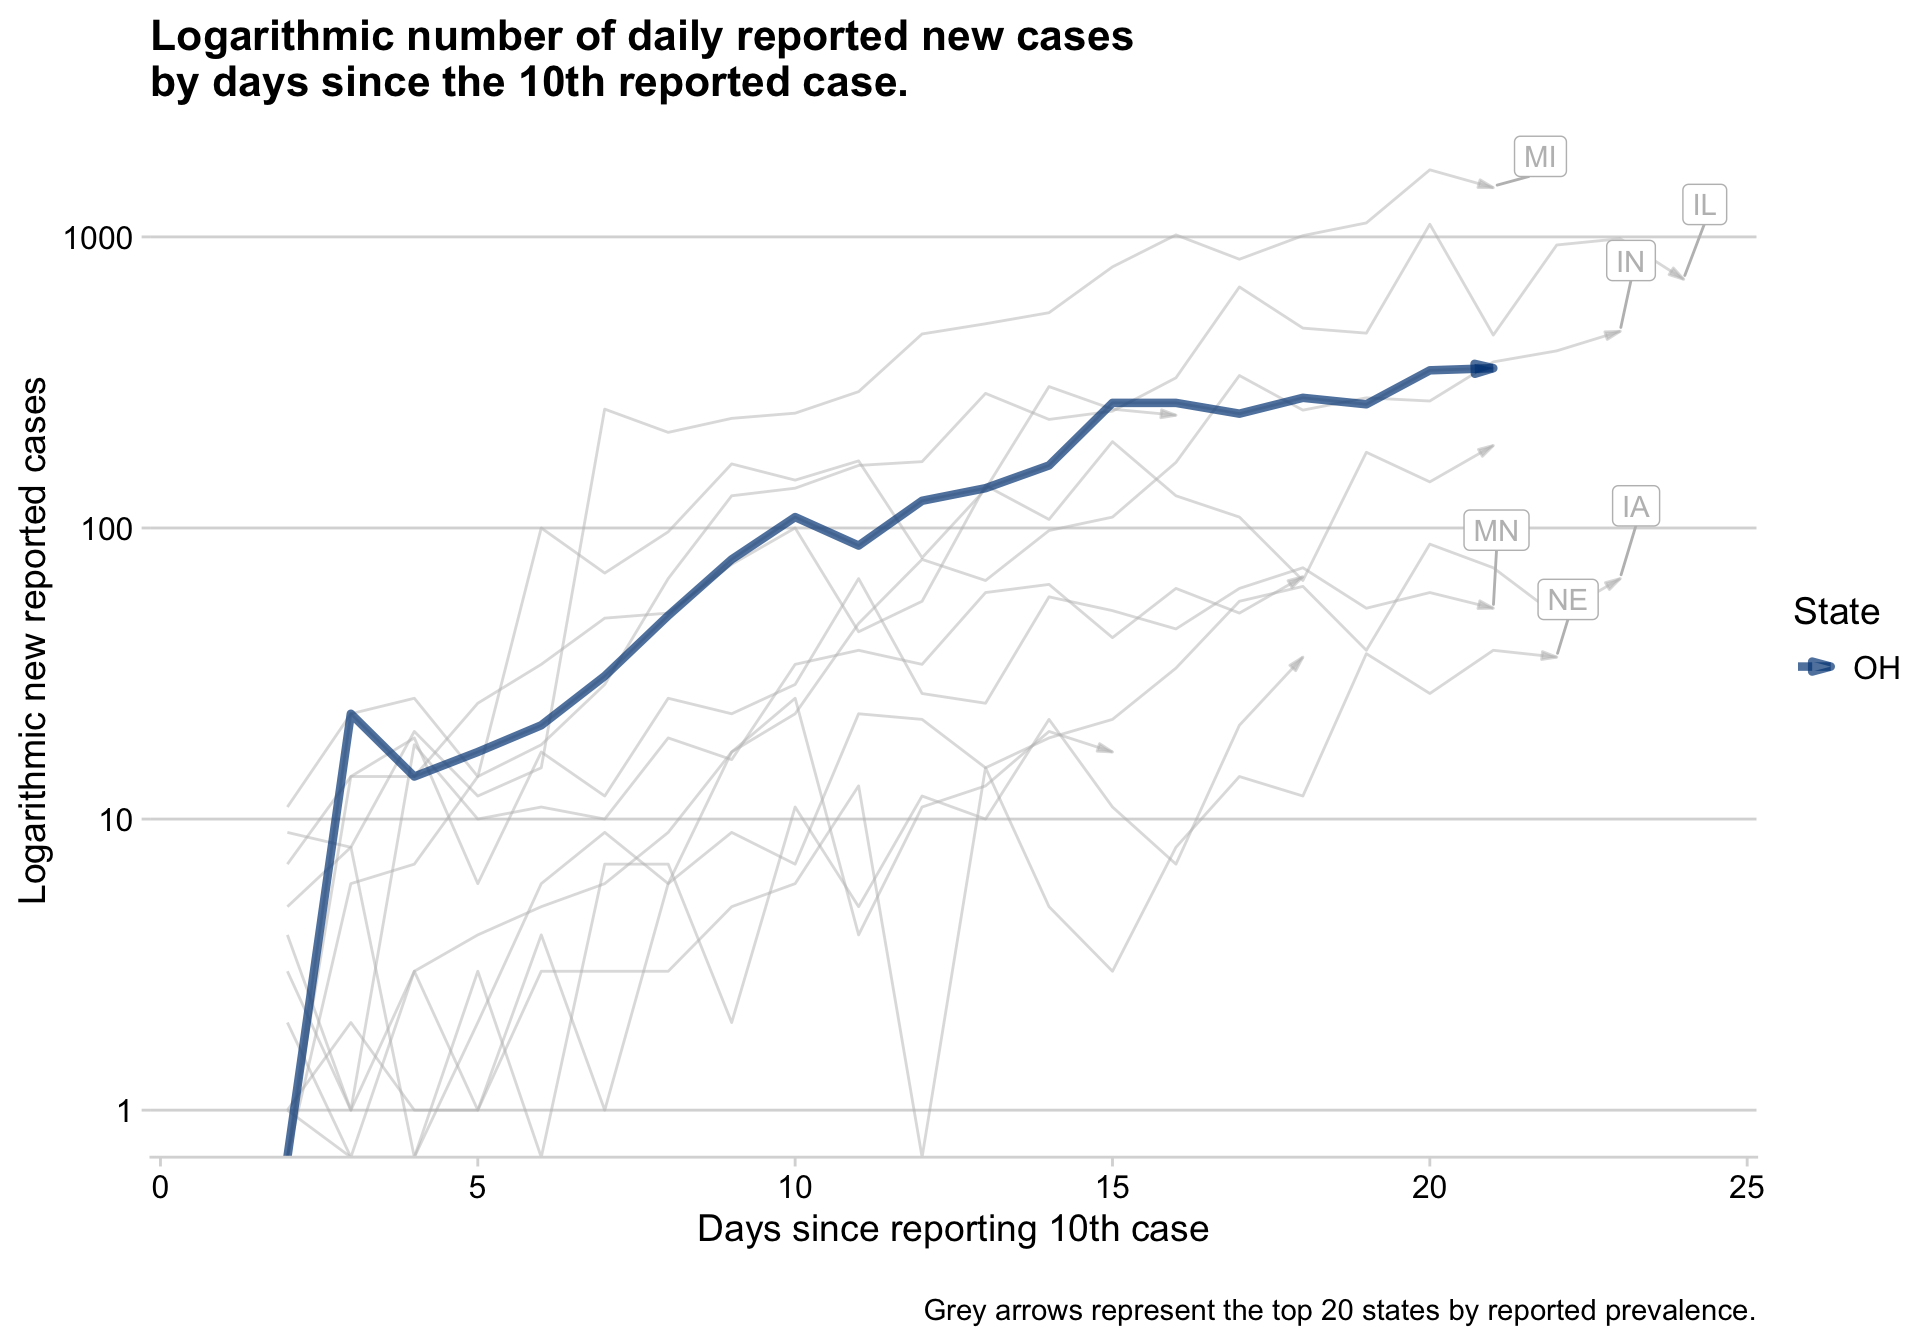 Logarithmic number of daily reported new cases
by days since the 10th reported case.
MI
IL
1000
IN
IA
100
MN
NE
State
OH
10
1
0 5 10 15 20 25
Logarithmic new reported cases
Days since reporting 10th case
Grey arrows represent the top 20 states by reported prevalence.